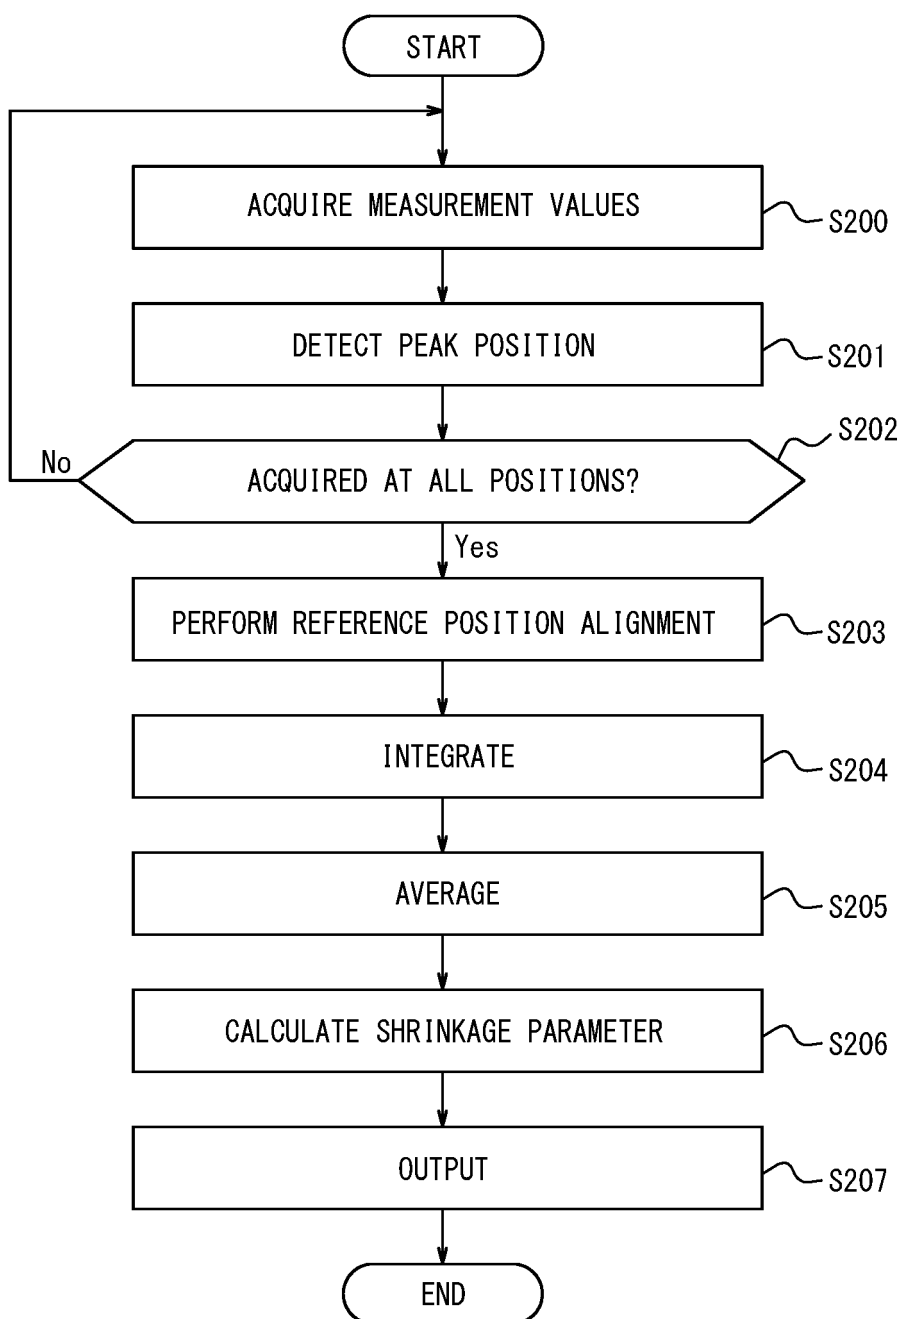 START
ACQUIRE MEASUREMENT VALUES
S200
DETECT PEAK POSITION
S201
S202
No
ACQUIRED AT ALL POSITIONS?
Yes
PERFORM REFERENCE POSITION ALIGNMENT
S203
INTEGRATE
S204
AVERAGE
S205
CALCULATE SHRINKAGE PARAMETER
S206
OUTPUT
S207
END